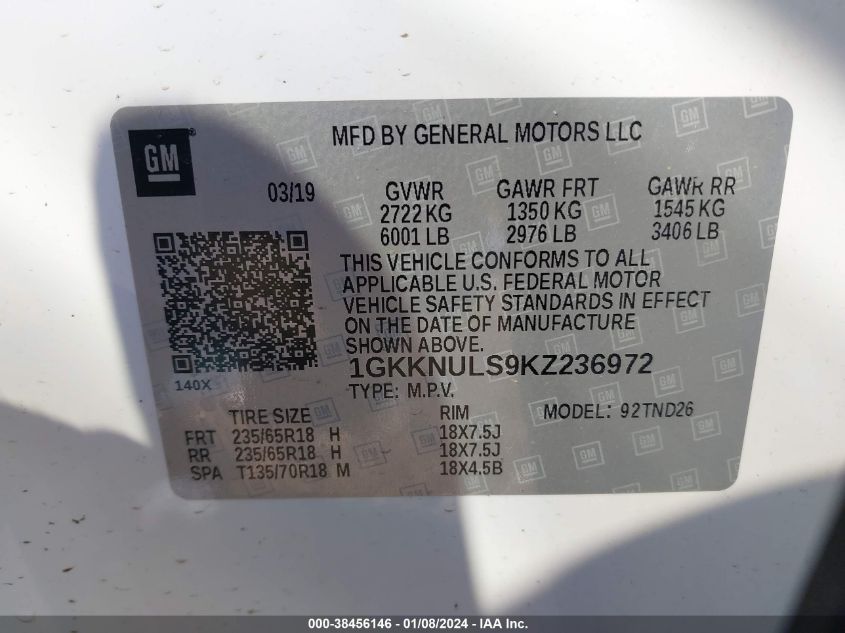 GM
MFD BY GENERAL MOTORS LLC
03/19 GVWR GAWR FRT GAWR RR
2722 KG 1350 KG 1545 KG
6001 LB 2976 LB 3406 LB
THIS VEHICLE CONFORMS TO ALL
APPLICABLE U.S. FEDERAL MOTOR
VEHICLE SAFETY STANDARDS IN EFFECT
ON THE DATE OF MANUFACTURE
SHOWN ABOVE.
1GKKNULS9KZ236972
140X
TYPE: M.P.V.
TIRE SIZE RIM MODEL: 92TND26
FRT 235/65R18 H 18X7.5J
RR 235/65R18 H 18X7.5J
SPA T135/70R18 M 18X4.5B
000-38456146 - 01/08/2024 - IAA Inc.